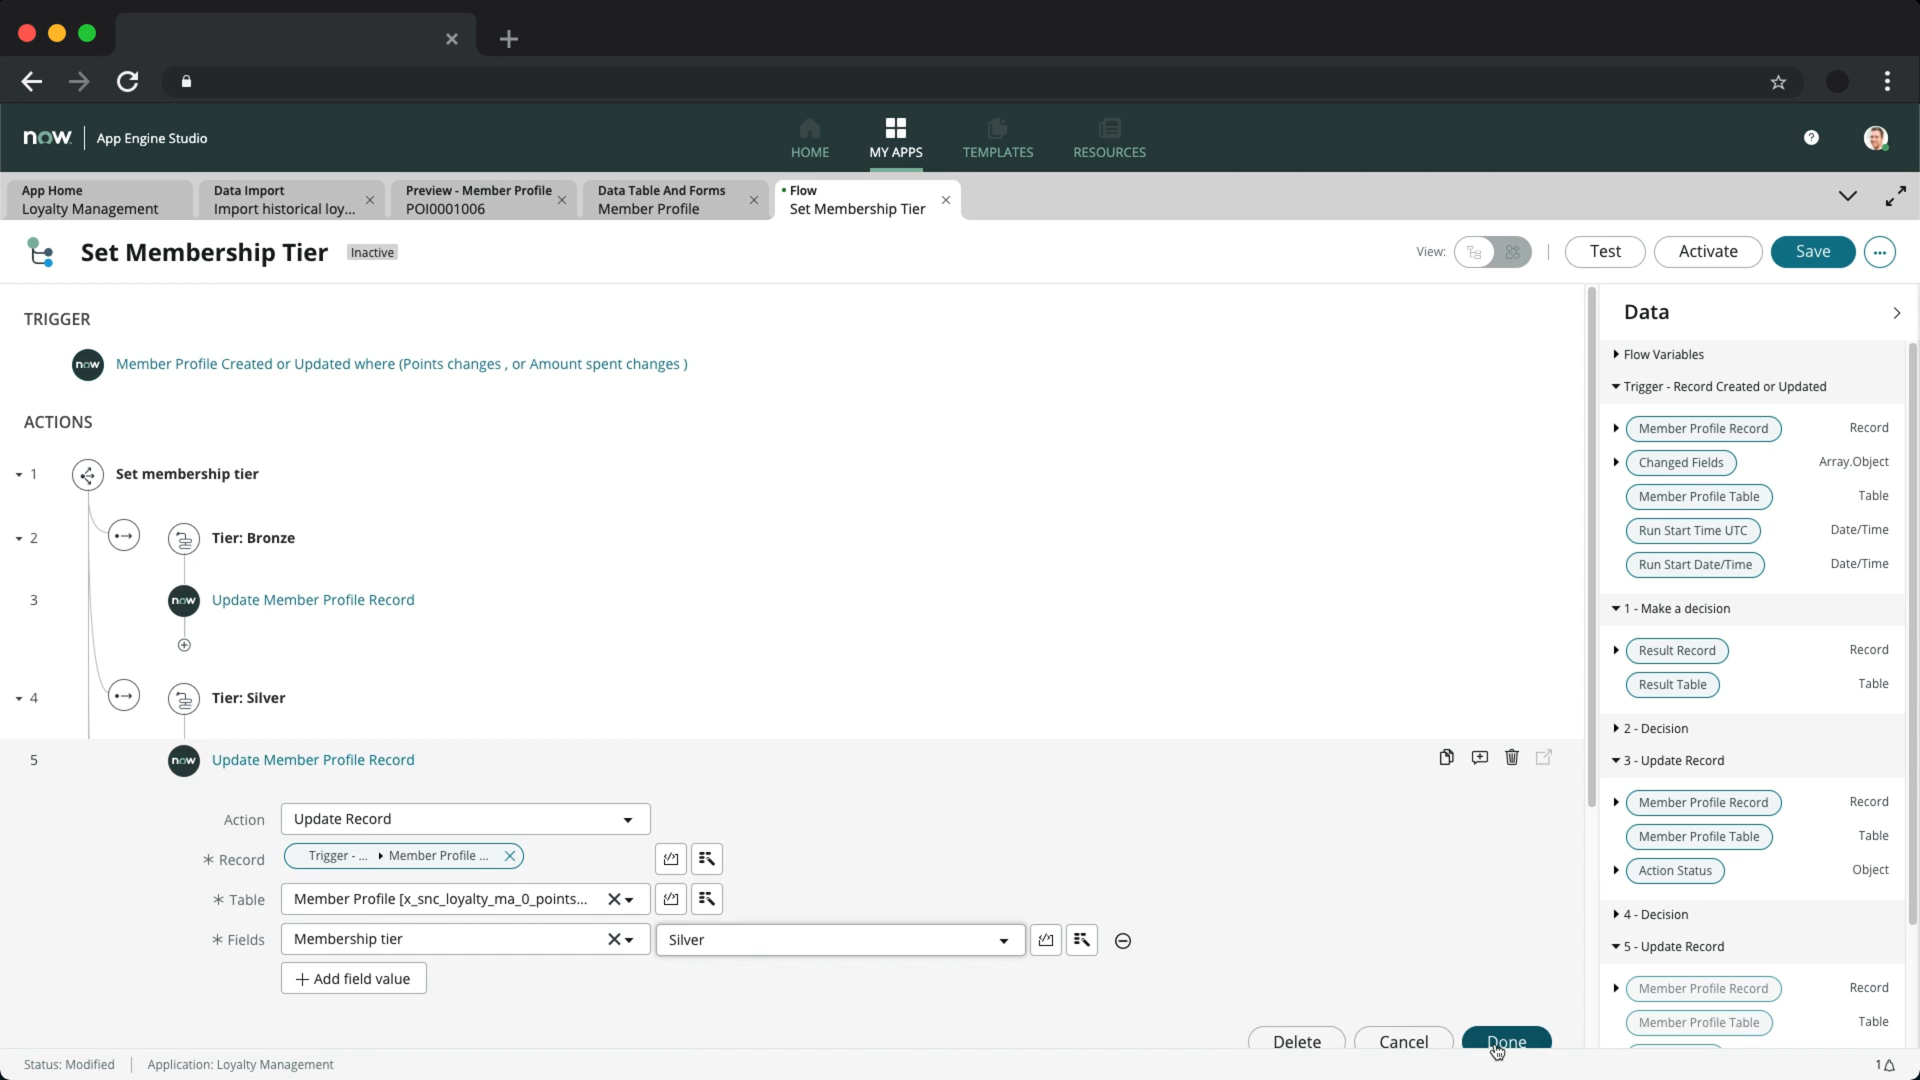 now. App Engine Studio
HOME
MY APPS
TEMPLATES
RESOURCES
App Home
Loyalty Management
Data Import
Import historical loy...
Preview - Member Profile
POI0001006
Data Table And Forms
Member Profile
Flow
Set Membership Tier
Set Membership Tier Inactive
View: Test Activate Save
TRIGGER
now Member Profile Created or Updated where (Points changes , or Amount spent changes )
ACTIONS
1 Set membership tier
2 Tier: Bronze
3 now Update Member Profile Record
4 Tier: Silver
5 now Update Member Profile Record
Action Update Record
* Record Trigger - ... Member Profile ...
* Table Member Profile [x_snc_loyalty_ma_0_points...
* Fields Membership tier Silver
+ Add field value
Delete Cancel Done
Data
Flow Variables
Trigger - Record Created or Updated
Member Profile Record Record
Changed Fields Array.Object
Member Profile Table Table
Run Start Time UTC Date/Time
Run Start Date/Time Date/Time
1 - Make a decision
Result Record Record
Result Table Table
2 - Decision
3 - Update Record
Member Profile Record Record
Member Profile Table Table
Action Status Object
4 - Decision
5 - Update Record
Member Profile Record Record
Member Profile Table Table
Status: Modified Application: Loyalty Management 1